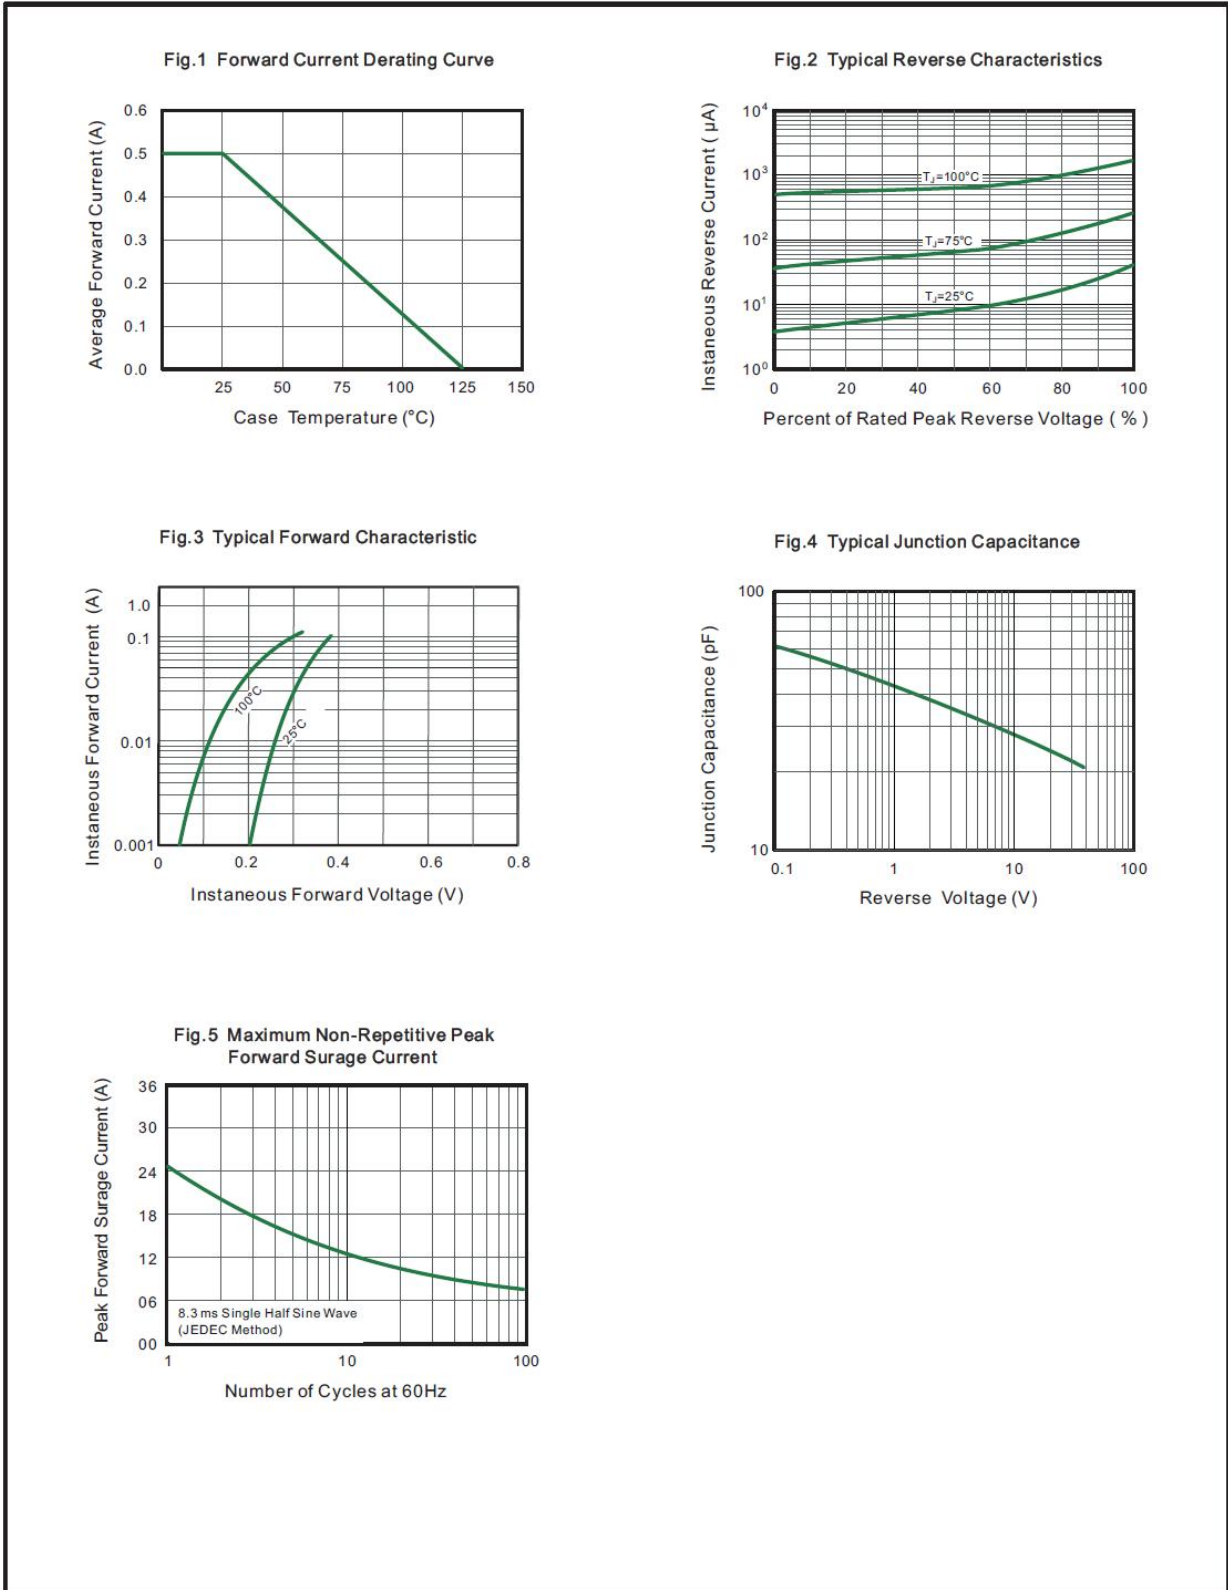 Fig.1 Forward Current Derating Curve
Average Forward Current (A)
0.6
0.5
0.4
0.3
0.2
0.1
0.0
25 50 75 100 125 150
Case Temperature (°C)
Fig.2 Typical Reverse Characteristics
Instaneous Reverse Current ( μA)
10⁴
10³
10²
10¹
10⁰
TJ=100°C
TJ=75°C
TJ=25°C
0 20 40 60 80 100
Percent of Rated Peak Reverse Voltage ( % )
Fig.3 Typical Forward Characteristic
Instaneous Forward Current (A)
1.0
0.1
0.01
0.001
100°C
25°C
0 0.2 0.4 0.6 0.8
Instaneous Forward Voltage (V)
Fig.4 Typical Junction Capacitance
Junction Capacitance (pF)
100
10
0.1 1 10 100
Reverse Voltage (V)
Fig.5 Maximum Non-Repetitive Peak
Forward Surage Current
Peak Forward Surage Current (A)
36
30
24
18
12
06
00
8.3 ms Single Half Sine Wave
(JEDEC Method)
1 10 100
Number of Cycles at 60Hz